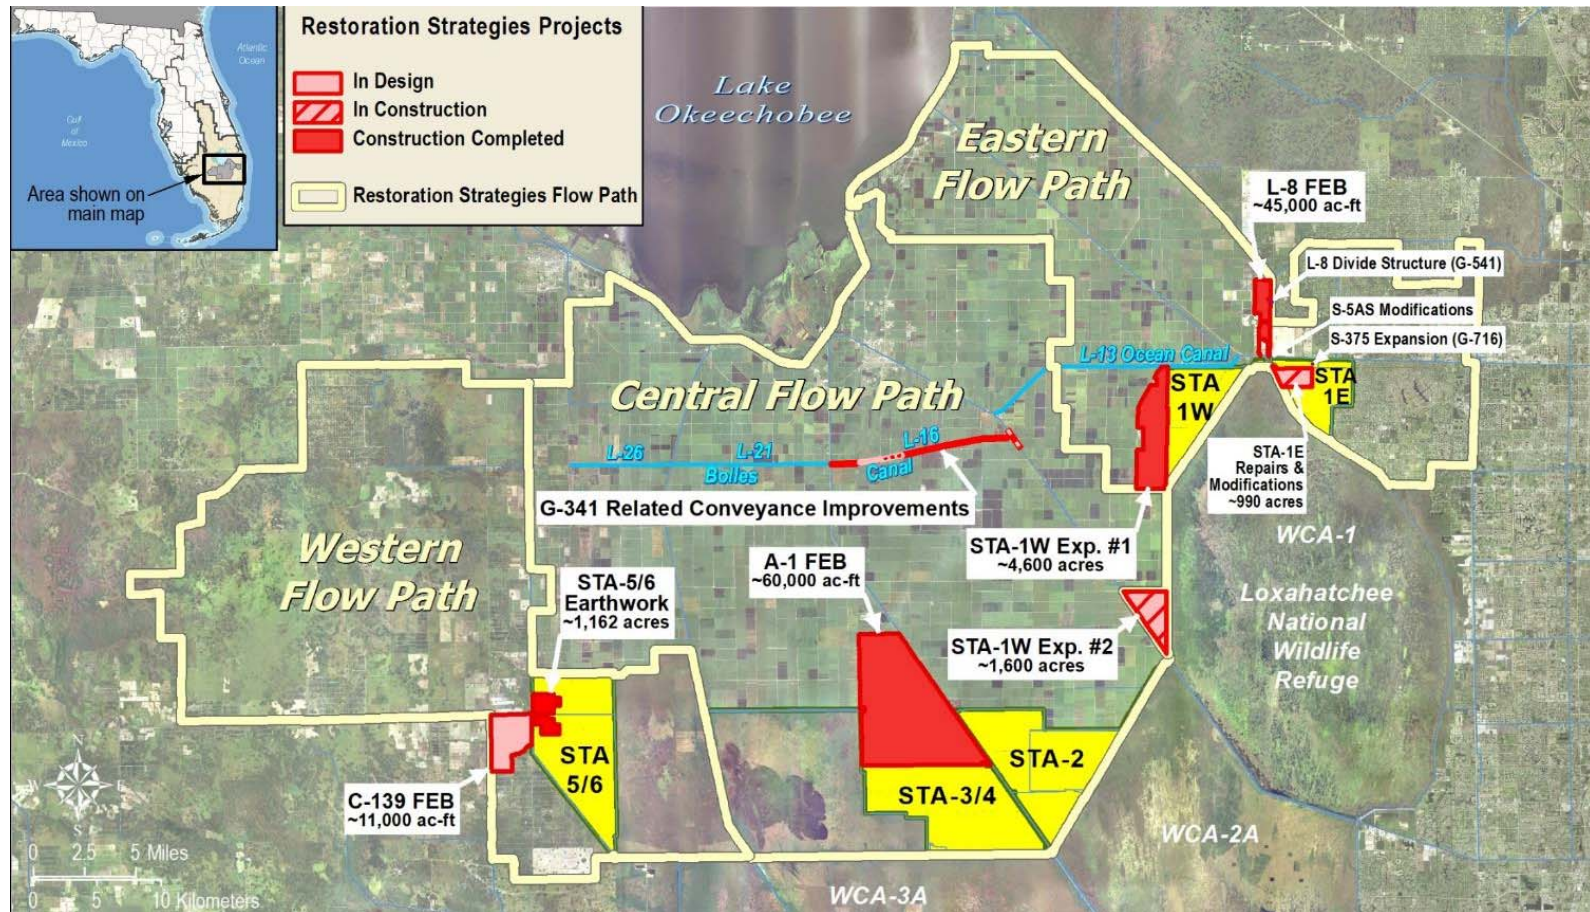 Atlantic
Ocean
Gulf
of
Mexico
Area shown on
main map
Restoration Strategies Projects
In Design
In Construction
Construction Completed
Restoration Strategies Flow Path
Lake
Okeechobee
Eastern
Flow Path
L-8 FEB
~45,000 ac-ft
L-8 Divide Structure (G-541)
S-5AS Modifications
S-375 Expansion (G-716)
L-13 Ocean Canal
STA
1W
STA
1E
Central Flow Path
L-26
L-21
L-16
Bolles
Canal
STA-1E
Repairs &
Modifications
~990 acres
G-341 Related Conveyance Improvements
STA-1W Exp. #1
~4,600 acres
WCA-1
Western
Flow Path
STA-5/6
Earthwork
~1,162 acres
A-1 FEB
~60,000 ac-ft
Loxahatchee
National
Wildlife
Refuge
STA-1W Exp. #2
~1,600 acres
STA
5/6
STA-2
STA-3/4
C-139 FEB
~11,000 ac-ft
WCA-2A
WCA-3A
N
W
E
S
0 2.5 5 Miles
0 5 10 Kilometers